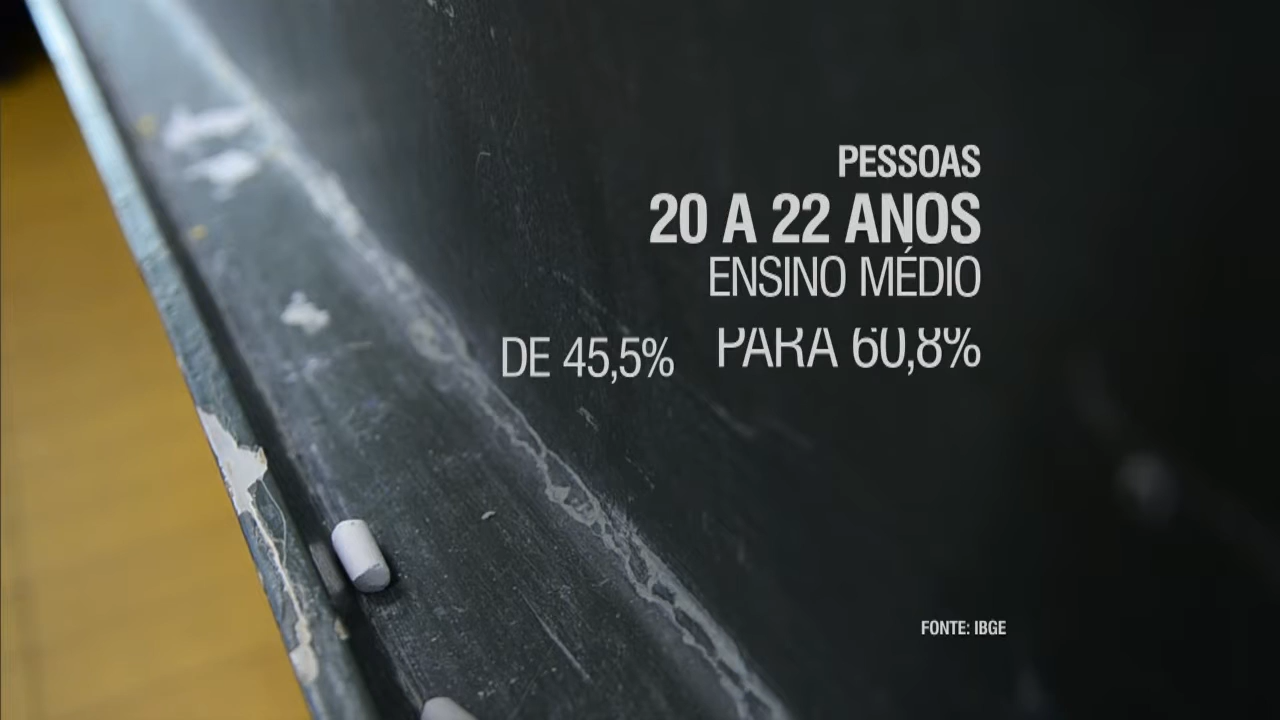 PESSOAS
20 A 22 ANOS
ENSINO MÉDIO
DE 45,5% PARA 60,8%
FONTE: IBGE